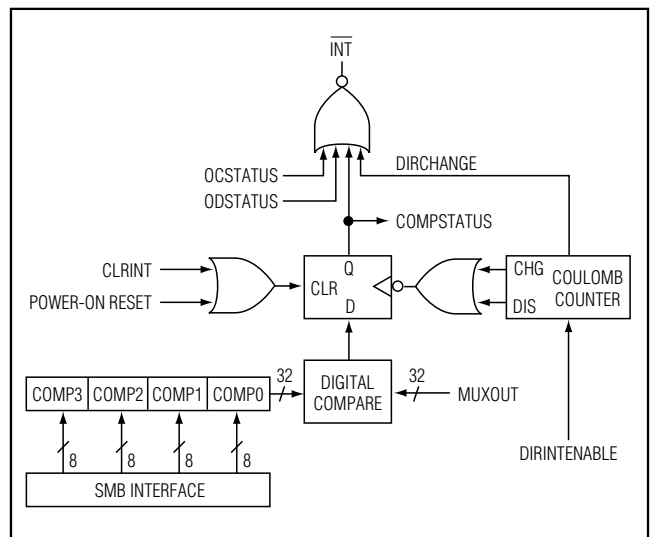 INT
OCSTATUS
DIRCHANGE
ODSTATUS
COMPSTATUS
CLRINT
POWER-ON RESET
Q
CLR
D
CHG
DIS
COULOMB
COUNTER
COMP3 COMP2 COMP1 COMP0
32
DIGITAL
COMPARE
32
MUXOUT
8 8 8 8
DIRINTENABLE
SMB INTERFACE